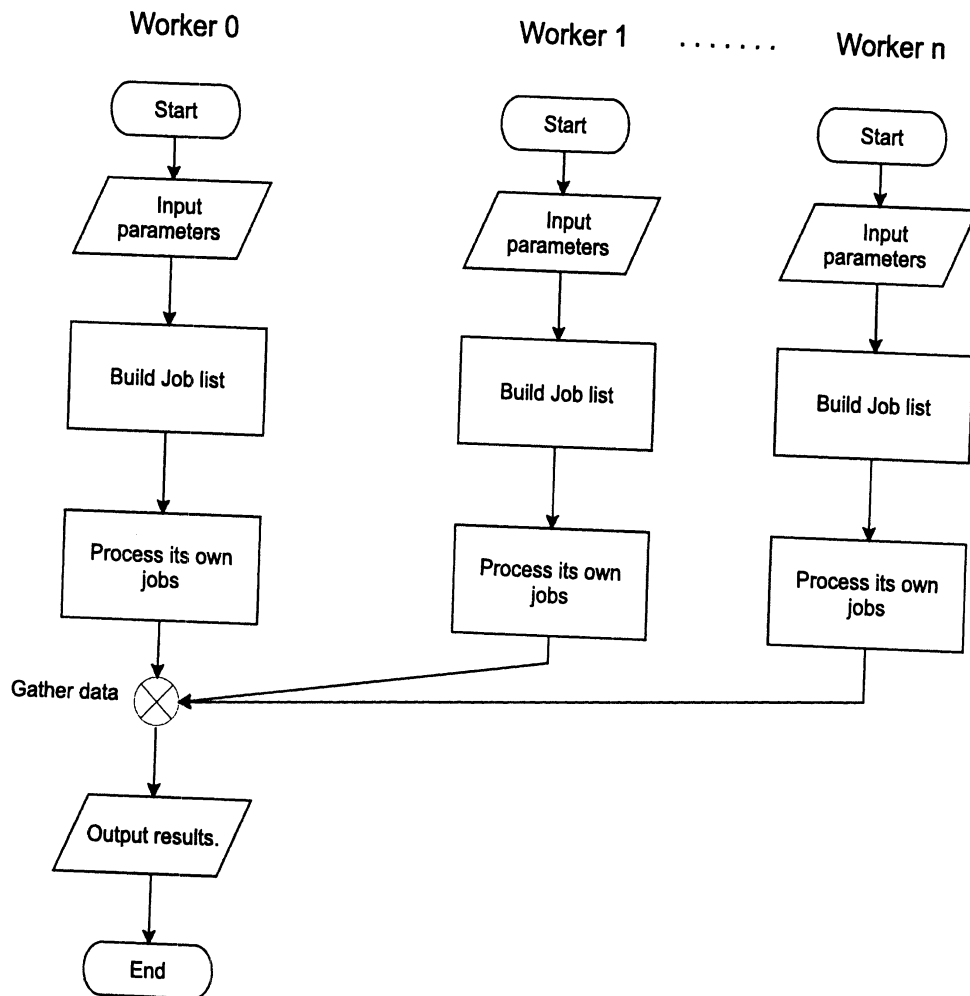 Worker 0
Worker 1
. . . . . . .
Worker n
Start
Start
Start
Input
parameters
Input
parameters
Input
parameters
Build Job list
Build Job list
Build Job list
Process its own
jobs
Process its own
jobs
Process its own
jobs
Gather data
Output results.
End